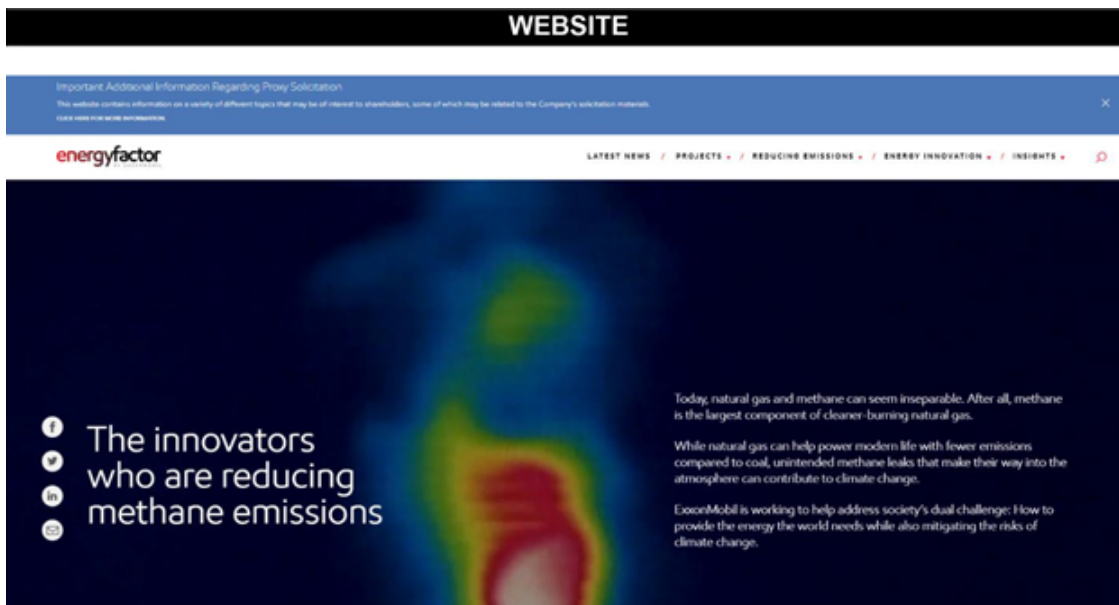 WEBSITE
Important Additional Information Regarding Proxy Solicitation
This website contains information on a variety of different topics that may be of interest to shareholders, some of which may be related to the Company's solicitation materials.
CLICK HERE FOR MORE INFORMATION.
energyfactor
LATEST NEWS / PROJECTS / REDUCING EMISSIONS / ENERGY INNOVATION / INSIGHTS
Today, natural gas and methane can seem inseparable. After all, methane
is the largest component of cleaner-burning natural gas.
The innovators
who are reducing
methane emissions
While natural gas can help power modern life with fewer emissions
compared to coal, unintended methane leaks that make their way into the
atmosphere can contribute to climate change.
ExxonMobil is working to help address society's dual challenge: How to
provide the energy the world needs while also mitigating the risks of
climate change.